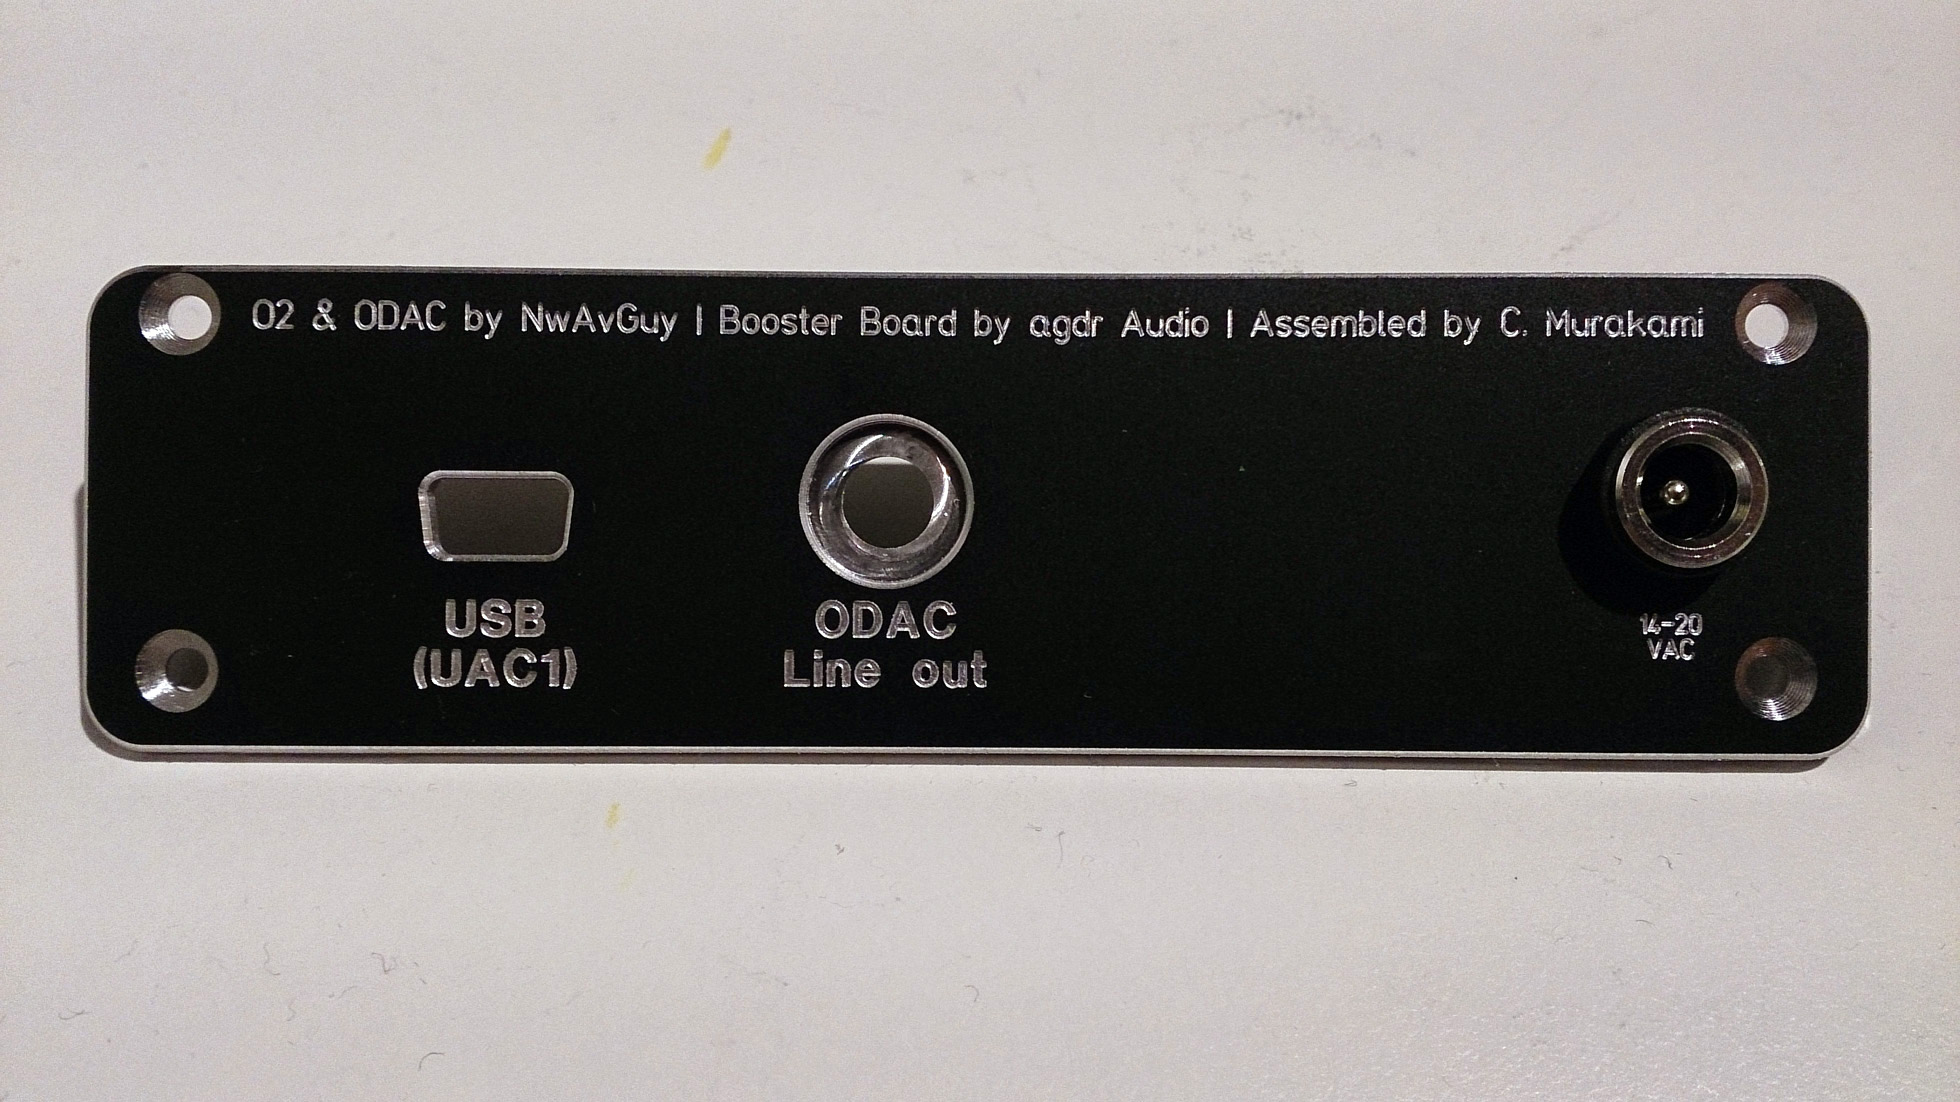 O2 & ODAC by NwAvGuy | Booster Board by agdr Audio | Assembled by C. Murakami
USB
(UAC1)
ODAC
Line out
14-20
VAC